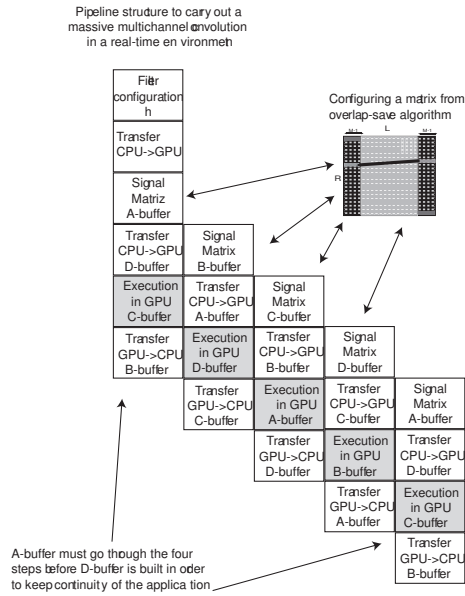 Pipeline structure to carry out a
massive multichannel convolution
in a real-time en vironmen
Filter
configuration
h
Transfer
CPU->GPU
Signal
Matriz
A-buffer
Configuring a matrix from
overlap-save algorithm
M-1
L
M-1
R
Transfer
CPU->GPU
D-buffer
Signal
Matrix
B-buffer
Execution
in GPU
C-buffer
Transfer
CPU->GPU
A-buffer
Signal
Matrix
C-buffer
Transfer
GPU->CPU
B-buffer
Execution
in GPU
D-buffer
Transfer
CPU->GPU
B-buffer
Signal
Matrix
D-buffer
Transfer
GPU->CPU
C-buffer
Execution
in GPU
A-buffer
Transfer
CPU->GPU
C-buffer
Signal
Matrix
A-buffer
Transfer
GPU->CPU
D-buffer
Execution
in GPU
B-buffer
Transfer
CPU->GPU
D-buffer
Transfer
GPU->CPU
A-buffer
Execution
in GPU
C-buffer
Transfer
GPU->CPU
B-buffer
A-buffer must go through the four
steps before D-buffer is built in order
to keep continuity of the applica tion